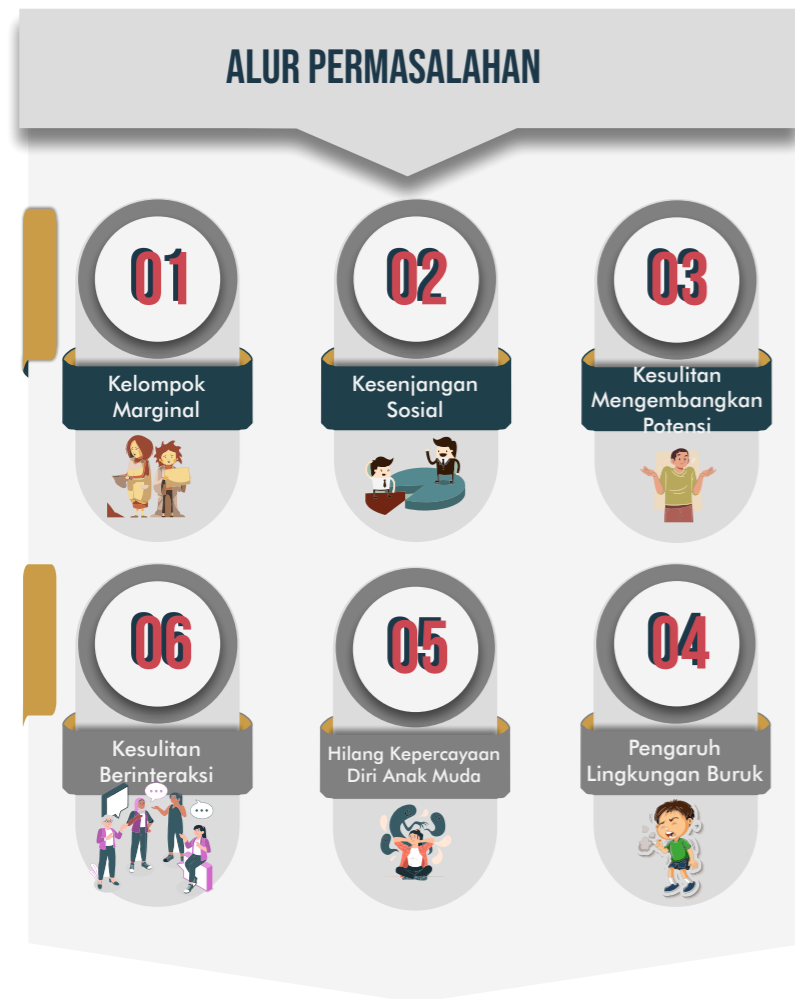 ALUR PERMASALAHAN
01
Kelompok
Marginal
02
Kesenjangan
Sosial
03
Kesulitan
Mengembangkan
Potensi
06
Kesulitan
Berinteraksi
05
Hilang Kepercayaan
Diri Anak Muda
04
Pengaruh
Lingkungan Buruk